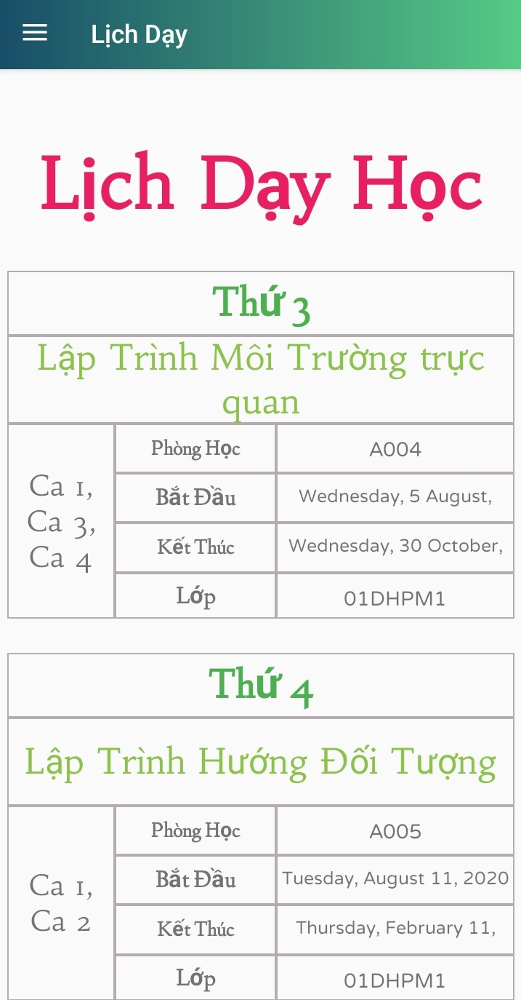 Lịch Dạy
Lịch Dạy Học
Thứ 3
Lập Trình Môi Trường trực
quan
Ca 1,
Ca 3,
Ca 4
Phòng Học
A004
Bắt Đầu
Wednesday, 5 August,
Kết Thúc
Wednesday, 30 October,
Lớp
01DHPM1
Thứ 4
Lập Trình Hướng Đối Tượng
Ca 1,
Ca 2
Phòng Học
A005
Bắt Đầu
Tuesday, August 11, 2020
Kết Thúc
Thursday, February 11,
Lớp
01DHPM1